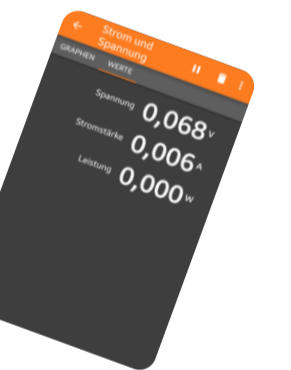 Strom und
Spannung
GRAPHEN WERTE
Spannung 0,068 V
Stromstärke 0,006 A
Leistung 0,000 W